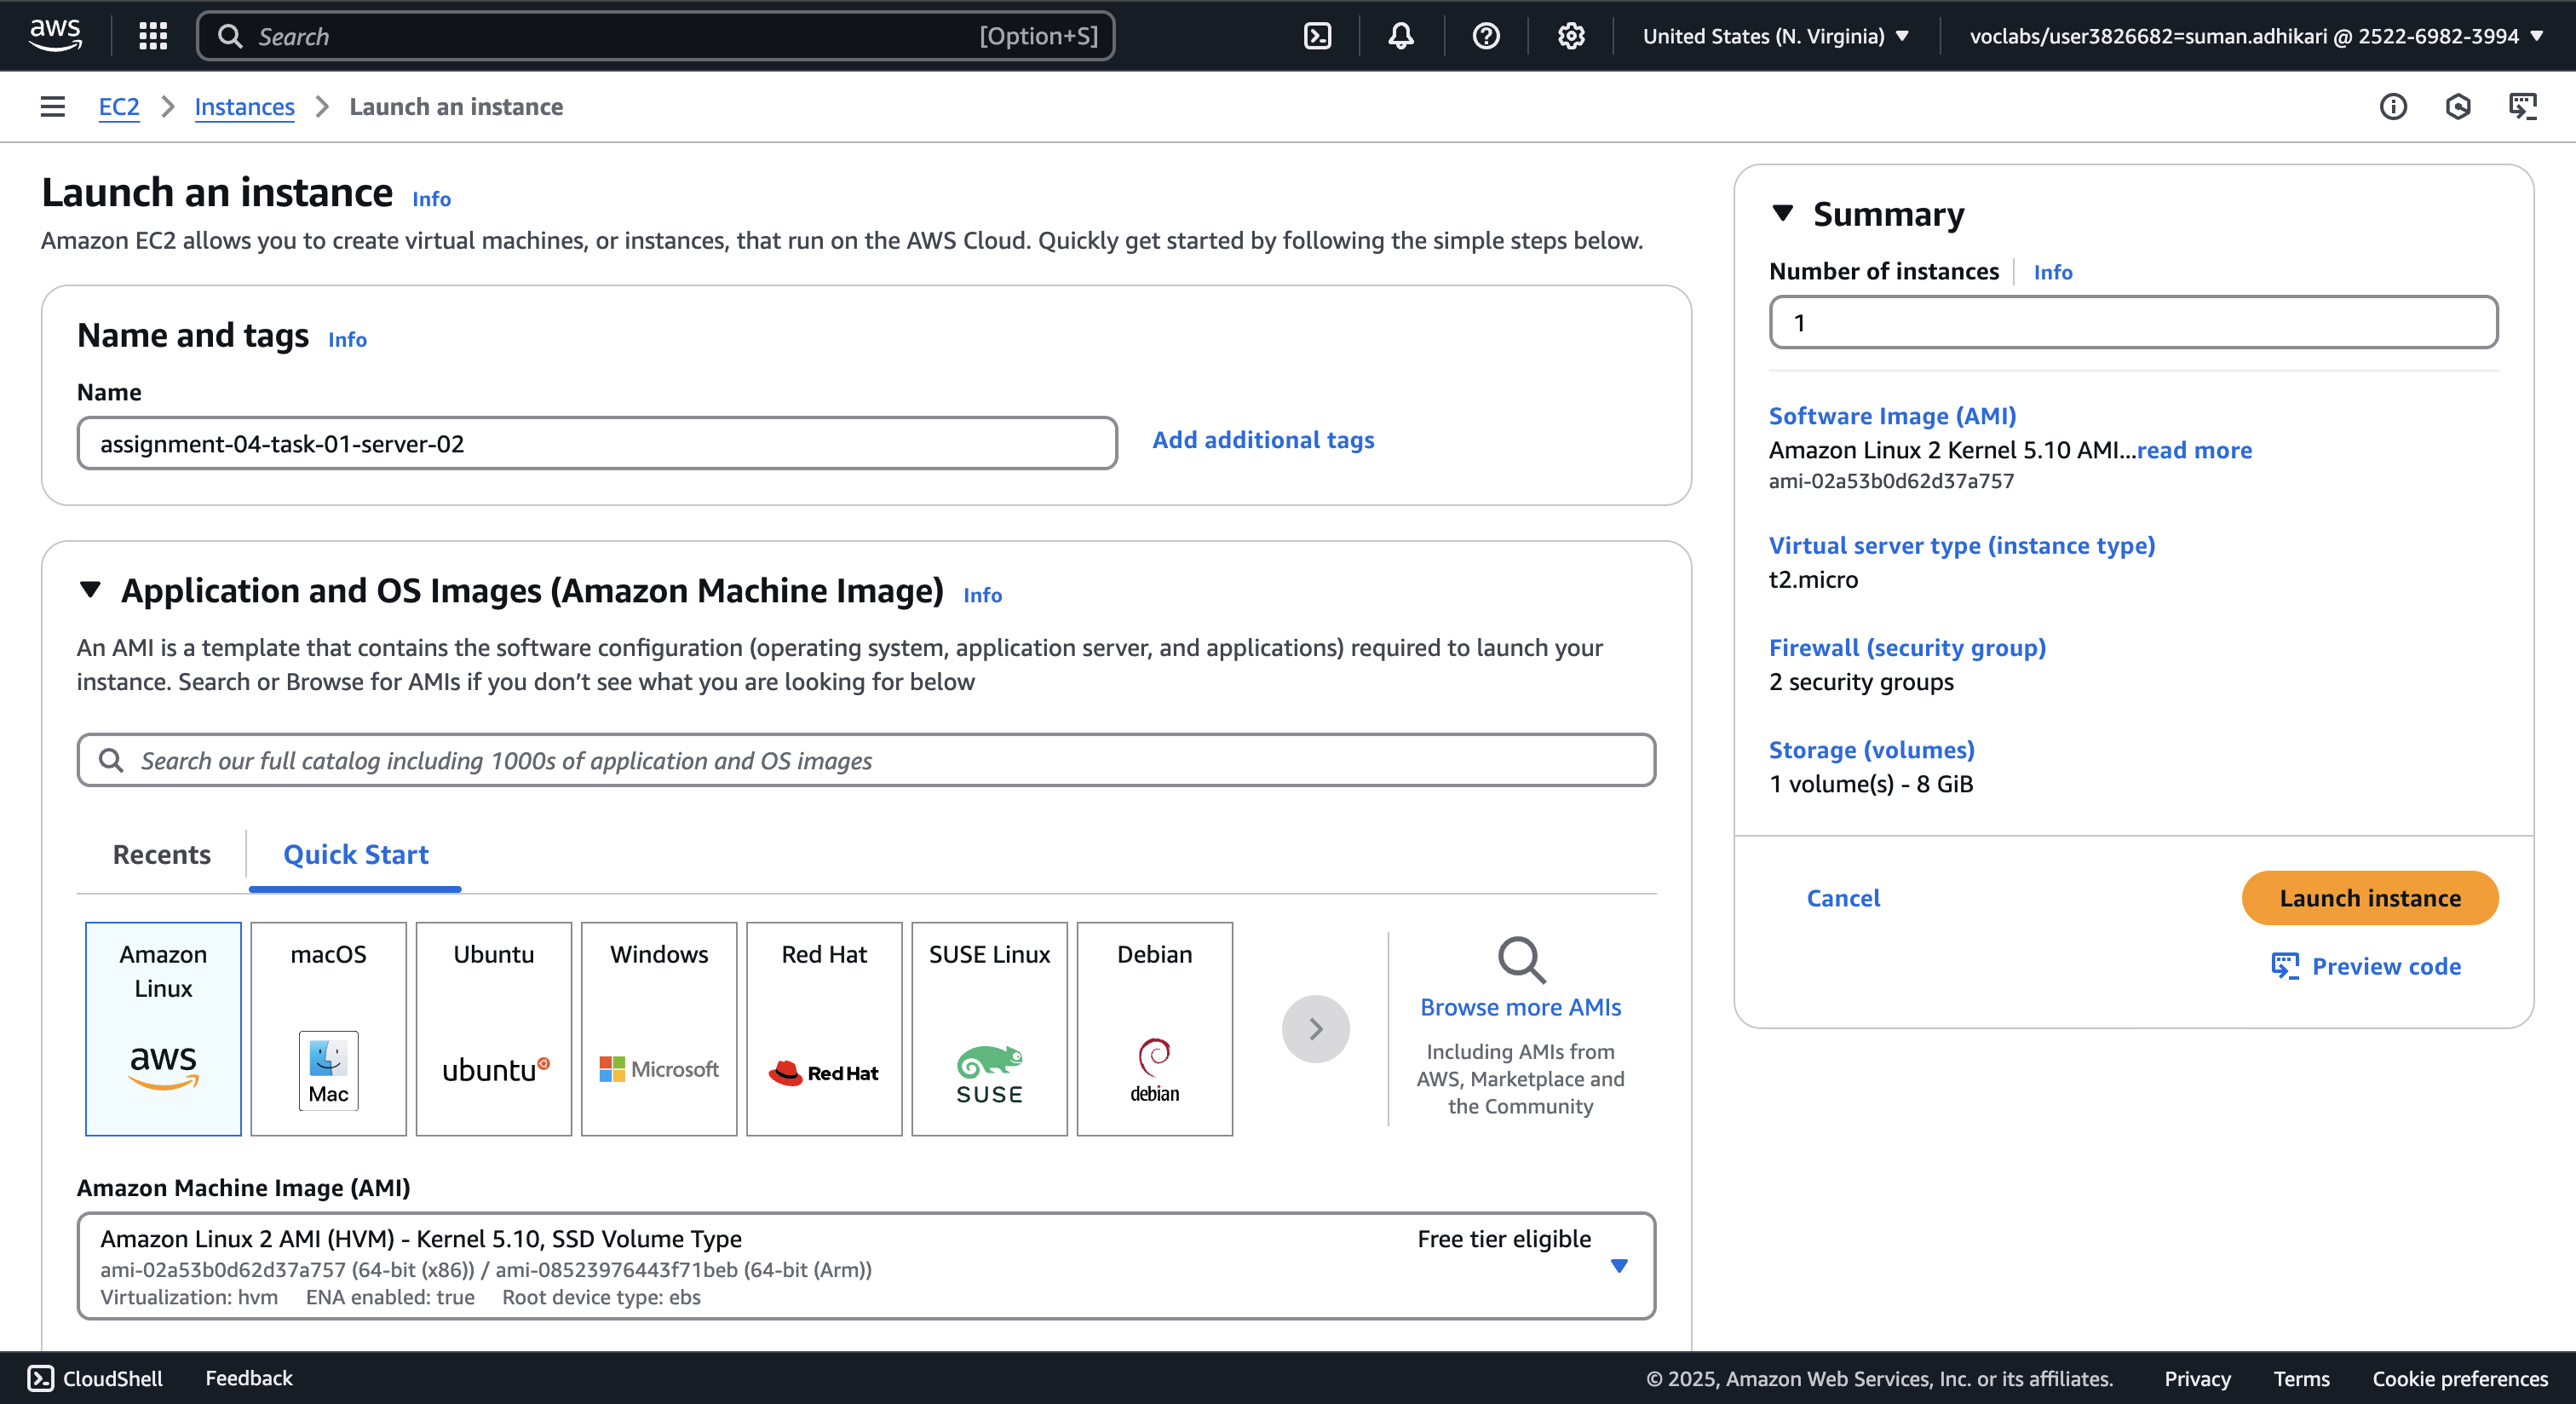 aws
Search
[Option+S]
United States (N. Virginia)
voclabs/user3826682=suman.adhikari @ 2522-6982-3994
EC2
Instances
Launch an instance
Launch an instance Info
Amazon EC2 allows you to create virtual machines, or instances, that run on the AWS Cloud. Quickly get started by following the simple steps below.
Name and tags Info
Name
assignment-04-task-01-server-02
Add additional tags
Application and OS Images (Amazon Machine Image) Info
An AMI is a template that contains the software configuration (operating system, application server, and applications) required to launch your
instance. Search or Browse for AMIs if you don’t see what you are looking for below
Search our full catalog including 1000s of application and OS images
Recents
Quick Start
Amazon
Linux
aws
macOS
Mac
Ubuntu
ubuntu
Windows
Microsoft
Red Hat
Red Hat
SUSE Linux
SUSE
Debian
debian
Browse more AMIs
Including AMIs from
AWS, Marketplace and
the Community
Amazon Machine Image (AMI)
Amazon Linux 2 AMI (HVM) - Kernel 5.10, SSD Volume Type
Free tier eligible
ami-02a53b0d62d37a757 (64-bit (x86)) / ami-08523976443f71beb (64-bit (Arm))
Virtualization: hvm ENA enabled: true Root device type: ebs
Summary
Number of instances Info
1
Software Image (AMI)
Amazon Linux 2 Kernel 5.10 AMI...read more
ami-02a53b0d62d37a757
Virtual server type (instance type)
t2.micro
Firewall (security group)
2 security groups
Storage (volumes)
1 volume(s) - 8 GiB
Cancel
Launch instance
Preview code
CloudShell
Feedback
© 2025, Amazon Web Services, Inc. or its affiliates.
Privacy
Terms
Cookie preferences